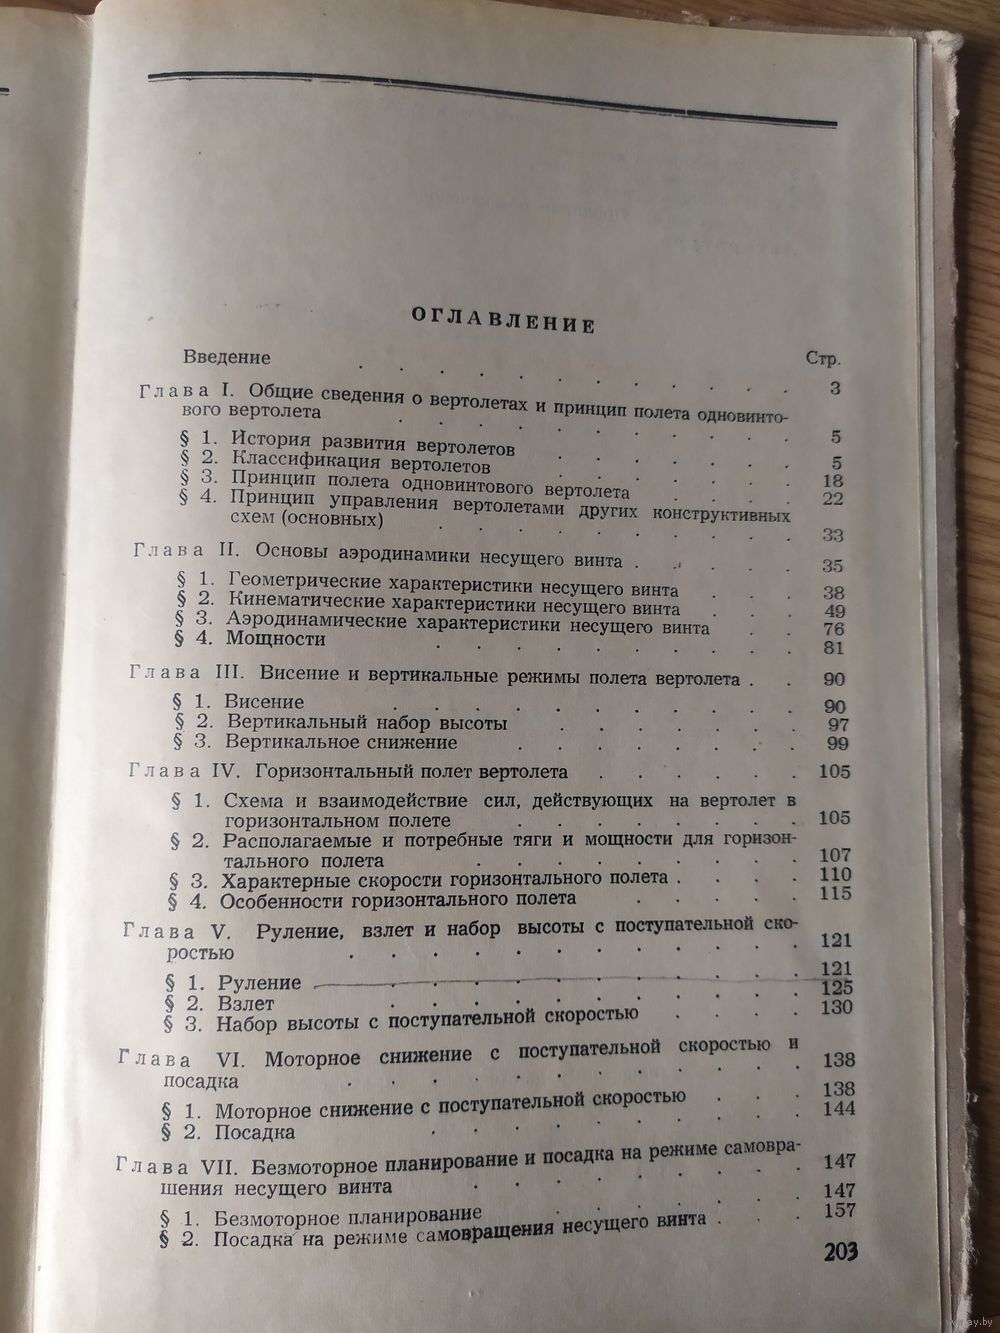 ОГЛАВЛЕНИЕ
Стр.
Введение . . . . . . . . . . . . 3
Глава I. Общие сведения о вертолетах и принцип полета одновинто-
вого вертолета . . . . . . . . . . 5
§ 1. История развития вертолетов . . . . . . 5
§ 2. Классификация вертолетов . . . . . . 18
§ 3. Принцип полета одновинтового вертолета . . . . 22
§ 4. Принцип управления вертолетами других конструктивных
схем (основных) . . . . . . . . . 33
Глава II. Основы аэродинамики несущего винта . . . . . 35
§ 1. Геометрические характеристики несущего винта . . . 38
§ 2. Кинематические характеристики несущего винта . . . 49
§ 3. Аэродинамические характеристики несущего винта . . 76
§ 4. Мощности . . . . . . . . . . 81
Глава III. Висение и вертикальные режимы полета вертолета . . 90
§ 1. Висение . . . . . . . . . . . 90
§ 2. Вертикальный набор высоты . . . . . . . 97
§ 3. Вертикальное снижение . . . . . . . . 99
Глава IV. Горизонтальный полет вертолета . . . . . . 105
§ 1. Схема и взаимодействие сил, действующих на вертолет в
горизонтальном полете . . . . . . . . 105
§ 2. Располагаемые и потребные тяги и мощности для горизон-
тального полета . . . . . . . . . 107
§ 3. Характерные скорости горизонтального полета . . . . 110
§ 4. Особенности горизонтального полета . . . . . 115
Глава V. Руление, взлет и набор высоты с поступательной ско-
ростью . . . . . . . . . . . . 121
§ 1. Руление . . . . . . . . . . . 121
§ 2. Взлет . . . . . . . . . . . 125
§ 3. Набор высоты с поступательной скоростью . . . . 130
Глава VI. Моторное снижение с поступательной скоростью и
посадка . . . . . . . . . . . 138
§ 1. Моторное снижение с поступательной скоростью . . . 138
§ 2. Посадка . . . . . . . . . . 144
Глава VII. Безмоторное планирование и посадка на режиме самовра-
щения несущего винта . . . . . . . . 147
§ 1. Безмоторное планирование . . . . . . . 147
§ 2. Посадка на режиме самовращения несущего винта . . . 157
203